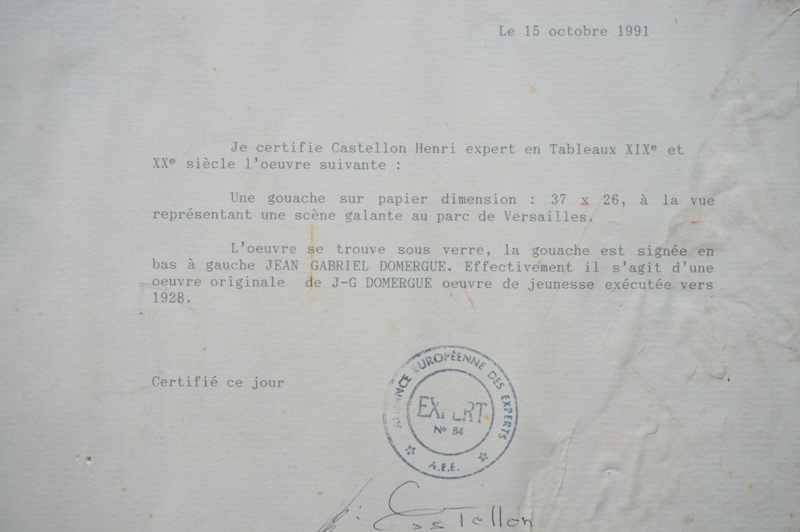 Le 15 octobre 1991
Je certifie Castellon Henri expert en Tableaux XIXe et
XXe siècle l'oeuvre suivante :
Une gouache sur papier dimension : 37 x 26, à la vue
représentant une scène galante au parc de Versailles.
L'oeuvre se trouve sous verre, la gouache est signée en
bas à gauche JEAN GABRIEL DOMERGUE. Effectivement il s'agit d'une
oeuvre originale de J-G DOMERGUE oeuvre de jeunesse exécutée vers
1928.
Certifié ce jour
ALLIANCE EUROPÉENNE DES EXPERTS
EXPERT
No 84
A.E.E.
Castellon